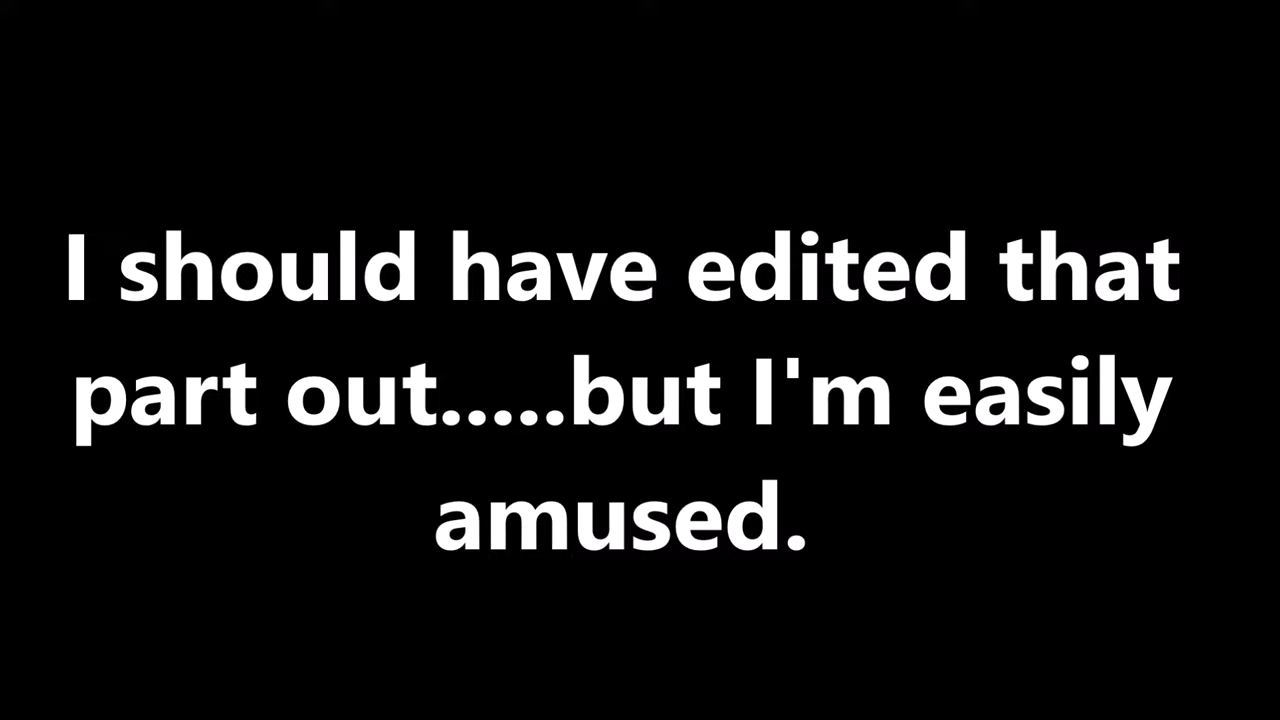 I should have edited that
part out.....but I'm easily
amused.